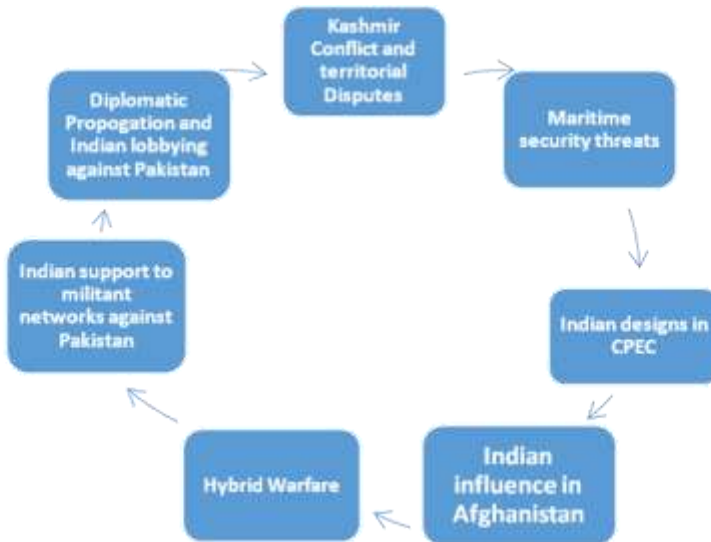 Kashmir
Conflict and
territorial
Disputes
Maritime
security threats
Indian designs in
CPEC
Indian
influence in
Afghanistan
Hybrid Warfare
Indian support to
militant
networks against
Pakistan
Diplomatic
Propogation and
Indian lobbying
against Pakistan